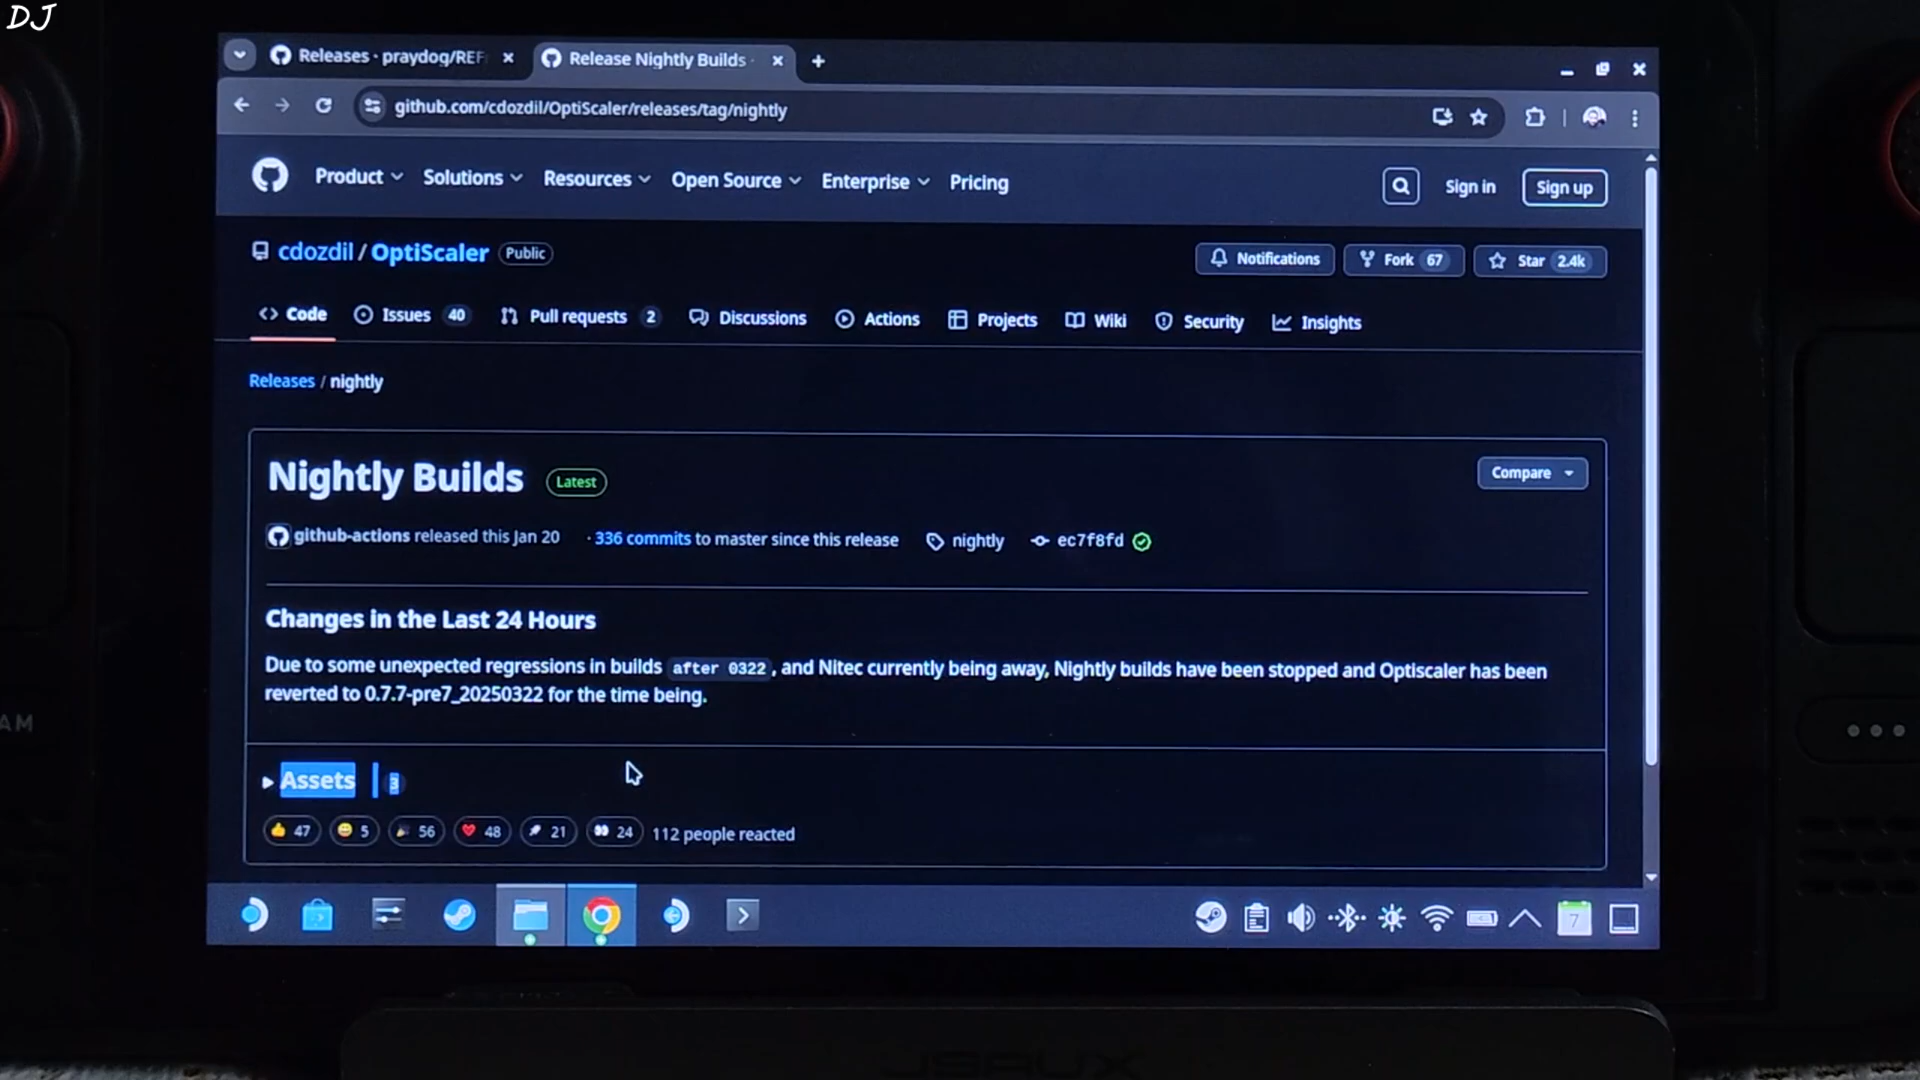 DJ
Releases · praydog/REF
Release Nightly Builds ·
github.com/cdozdil/OptiScaler/releases/tag/nightly
Product Solutions Resources Open Source Enterprise Pricing Sign in Sign up
cdozdil / OptiScaler Public Notifications Fork 67 Star 2.4k
Code Issues 40 Pull requests 2 Discussions Actions Projects Wiki Security Insights
Releases / nightly
Nightly Builds Latest Compare
github-actions released this Jan 20 · 336 commits to master since this release nightly ec7f8fd
Changes in the Last 24 Hours
Due to some unexpected regressions in builds after 0322, and Nitec currently being away, Nightly builds have been stopped and Optiscaler has been
reverted to 0.7.7-pre7_20250322 for the time being.
Assets 3
47 5 56 48 21 24 112 people reacted
7
AM
JSAUX